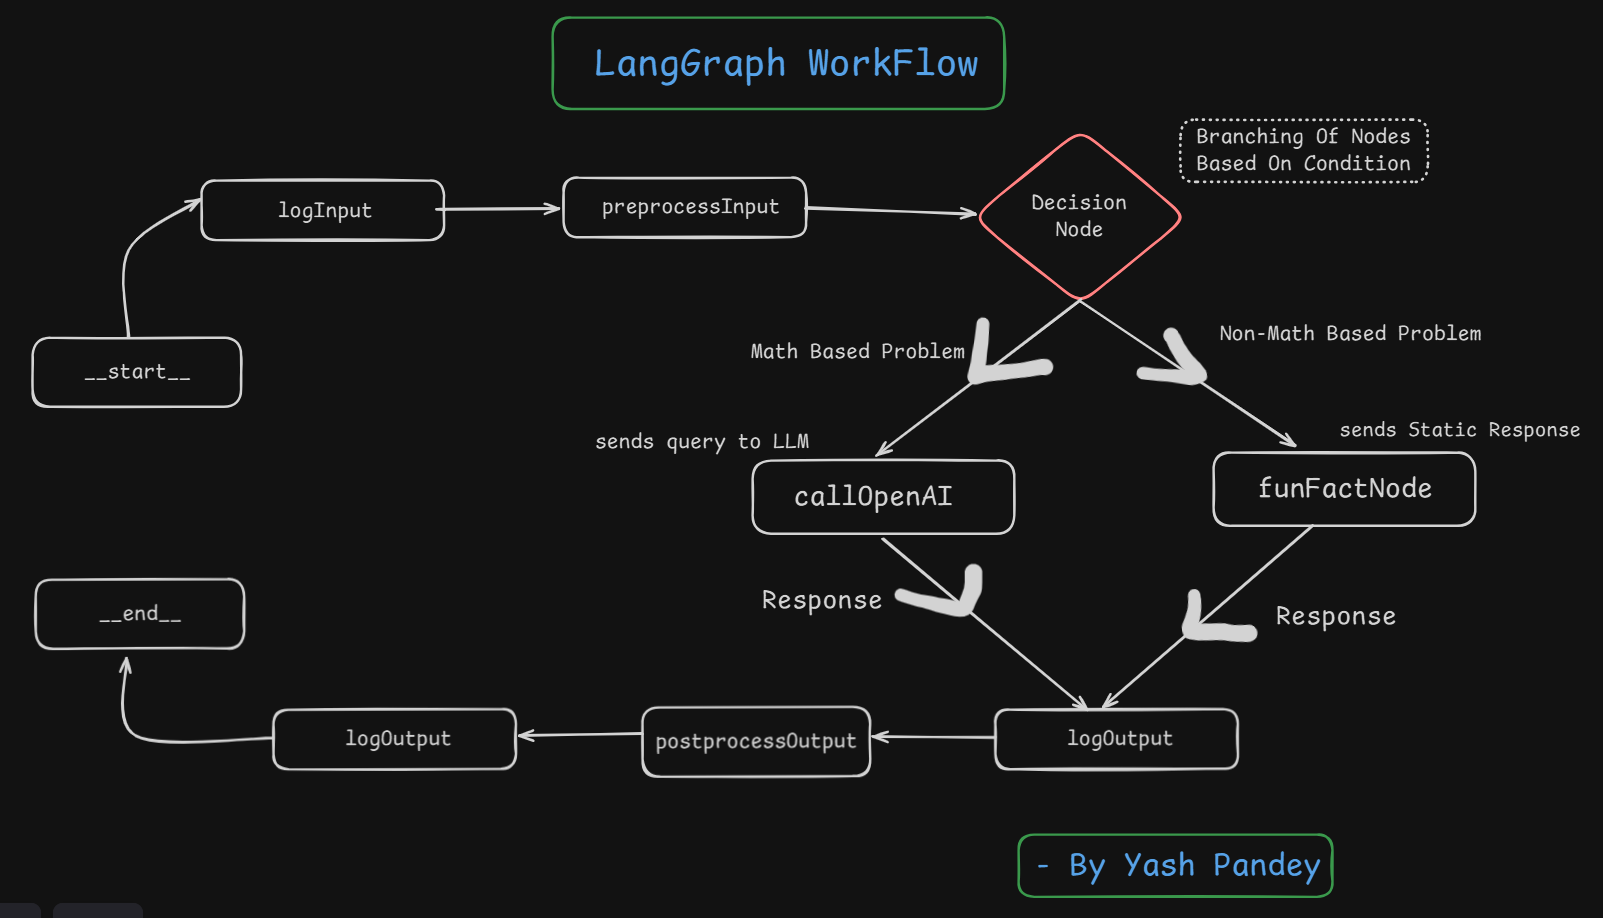 LangGraph WorkFlow
Branching Of Nodes
Based On Condition
logInput
preprocessInput
Decision
Node
__start__
Math Based Problem
Non-Math Based Problem
sends query to LLM
sends Static Response
callOpenAI
funFactNode
Response
Response
__end__
logOutput
postprocessOutput
logOutput
- By Yash Pandey